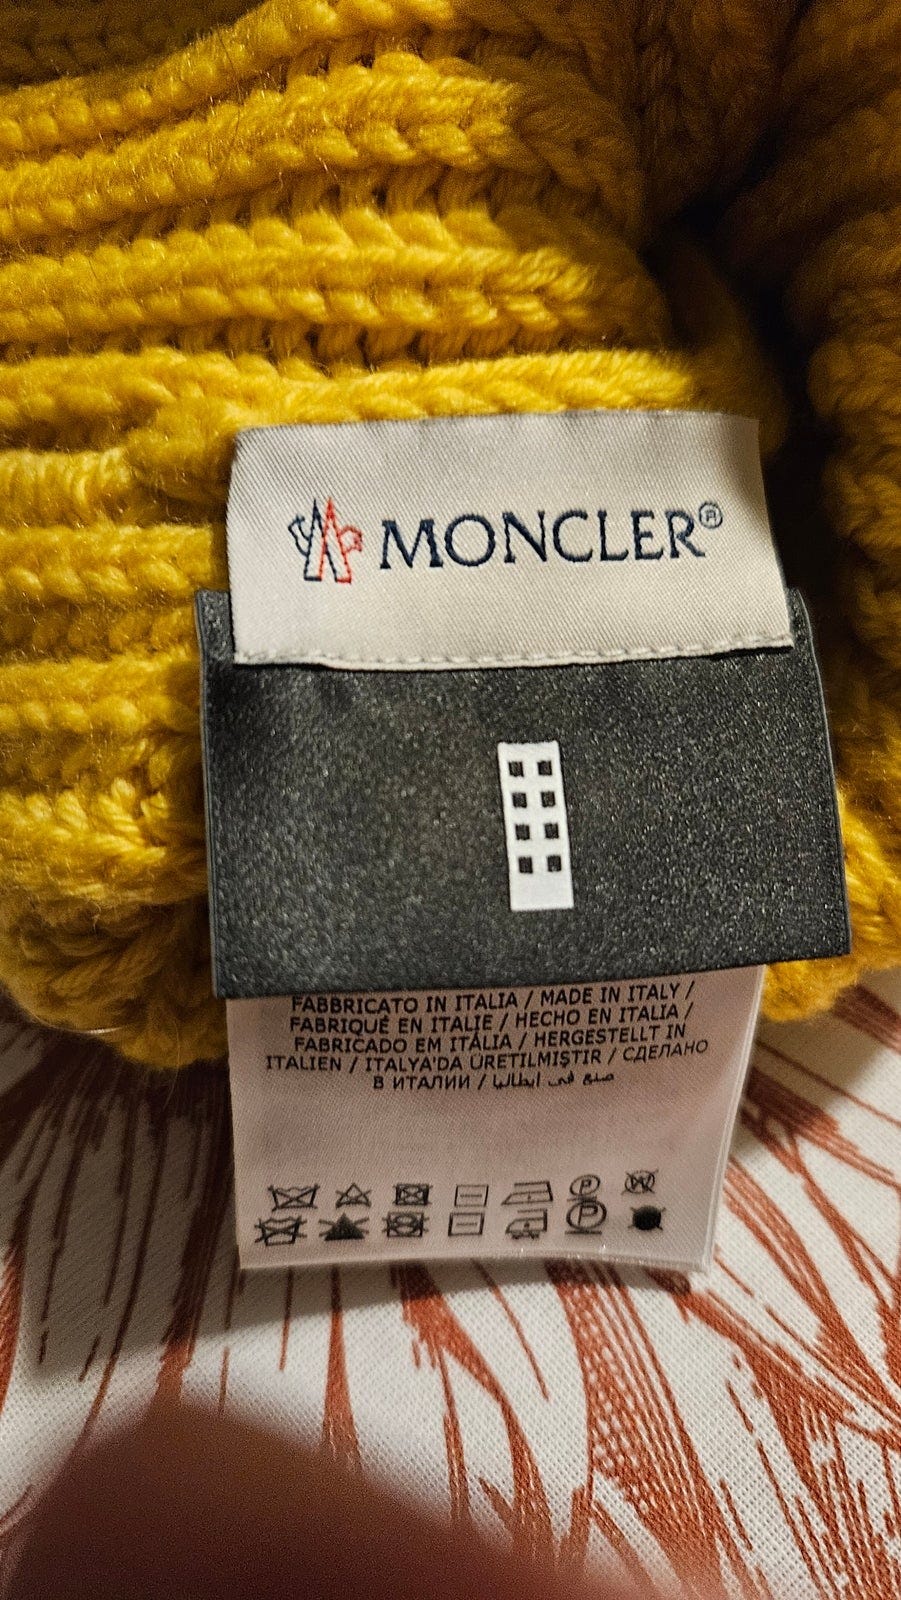 MONCLER®
FABBRICATO IN ITALIA / MADE IN ITALY /
FABRIQUÉ EN ITALIE / HECHO EN ITALIA /
FABRICADO EM ITÁLIA / HERGESTELLT IN
ITALIEN / ITALYA'DA ÜRETILMIŞTIR / СДЕЛАНО
В ИТАЛИИ / صنع في ايطاليا
P W
P